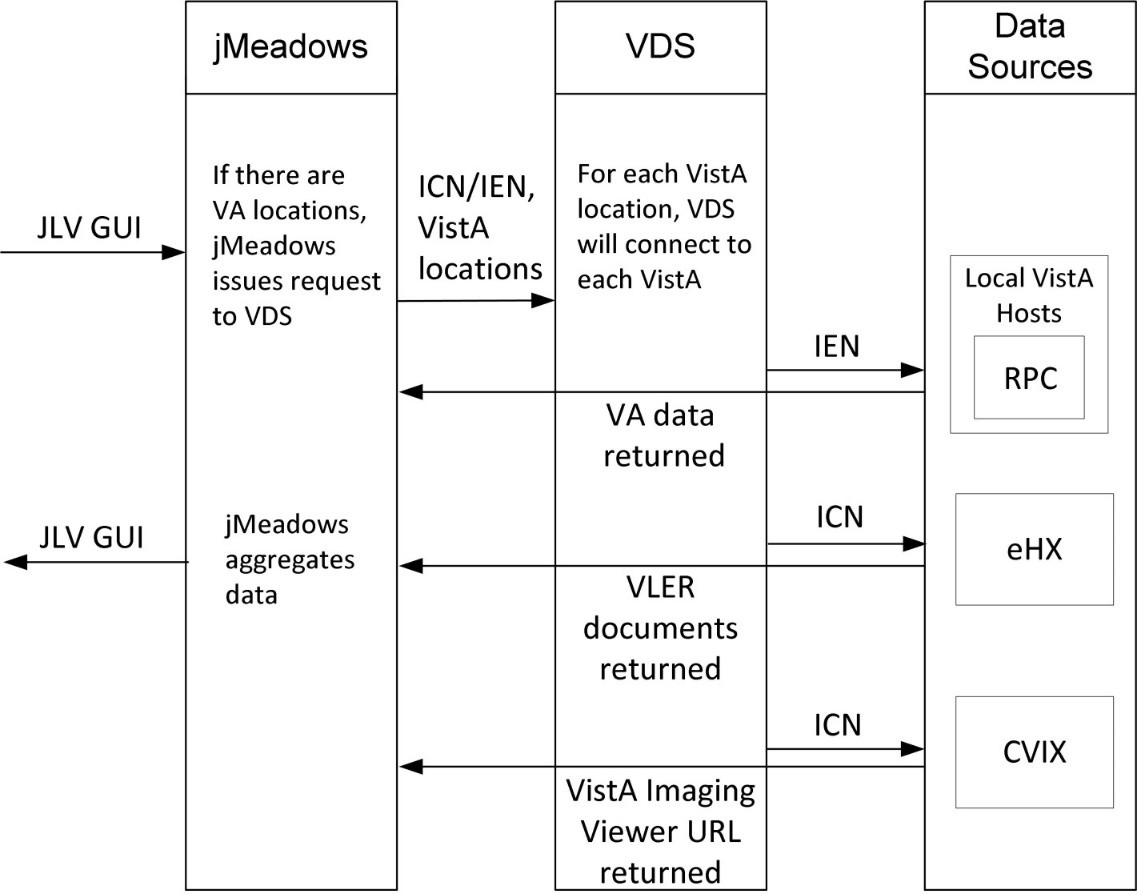 jMeadows
VDS
Data
Sources
JLV GUI
If there are
VA locations,
jMeadows
issues request
to VDS
ICN/IEN,
VistA
locations
For each VistA
location, VDS
will connect to
each VistA
Local VistA
Hosts
RPC
IEN
VA data
returned
JLV GUI
jMeadows
aggregates
data
ICN
eHX
VLER
documents
returned
ICN
CVIX
VistA Imaging
Viewer URL
returned